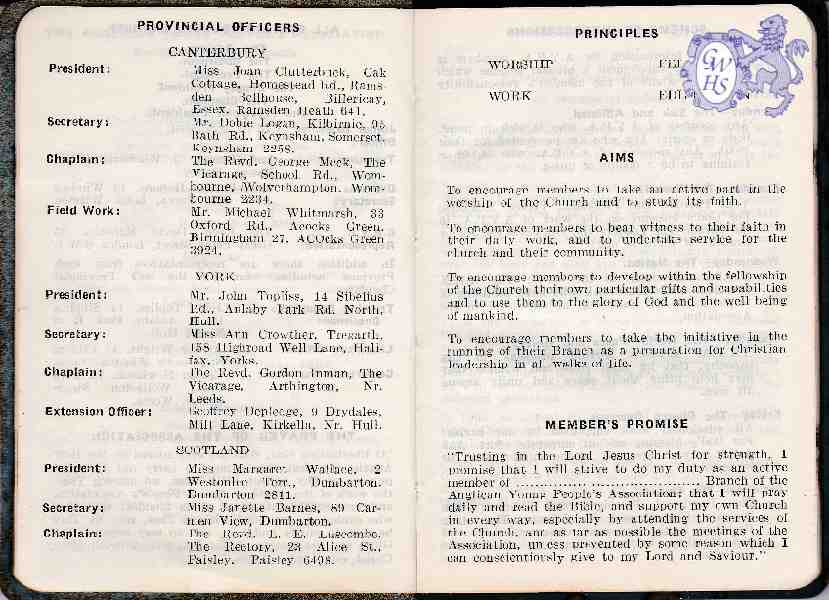 PROVINCIAL OFFICERS
CANTERBURY
President: Miss Joan Clutterbuck, Oak
Cottage, Homestead Rd., Rams-
den Bellhouse, Billericay,
Essex. Ramsden Heath 641.
Secretary: Mr. Dobie Logan, Kilbirnie, 95
Bath Rd., Keynsham, Somerset.
Keynsham 2258.
Chaplain: The Revd. George Meek, The
Vicarage, School Rd., Wom-
bourne, Wolverhampton. Wom-
bourne 2234.
Field Work: Mr. Michael Whitmarsh, 33
Oxford Rd., Acocks Green,
Birmingham 27. ACOcks Green
3924.
YORK
President: Mr. John Topliss, 14 Sibelius
Rd., Anlaby Park Rd. North,
Hull.
Secretary: Miss Ann Crowther, Tregarth,
158 Highroad Well Lane, Hali-
fax, Yorks.
Chaplain: The Revd. Gordon Inman, The
Vicarage, Arthington, Nr.
Leeds.
Extension Officer: Geoffrey Depledge, 9 Drydales,
Mill Lane, Kirkella, Nr. Hull.
SCOTLAND
President: Miss Margaret Wallace, 2
Westonlee Terr., Dumbarton.
Dumbarton 2811.
Secretary: Miss Janette Barnes, 89 Car-
men View, Dumbarton.
Chaplain: The Revd. L. E. Luscombe,
The Rectory, 23 Alice St.,
Paisley. Paisley 6498.
PRINCIPLES
WORSHIP
WORK
GWHS
AIMS
To encourage members to take an active part in the
worship of the Church and to study its faith.
To encourage members to bear witness to their faith in
their daily work, and to undertake service for the
church and their community.
To encourage members to develop within the fellowship
of the Church their own particular gifts and capabilities
and to use them to the glory of God and the well being
of mankind.
To encourage members to take the initiative in the
running of their Branch as a preparation for Christian
leadership in all walks of life.
MEMBER'S PROMISE
"Trusting in the Lord Jesus Christ for strength, I
promise that I will strive to do my duty as an active
member of ........................................ Branch of the
Anglican Young People's Association; that I will pray
daily and read the Bible, and support my own Church
in every way, especially by attending the services of
the Church, and as far as possible the meetings of the
Association, unless prevented by some reason which I
can conscientiously give to my Lord and Saviour."